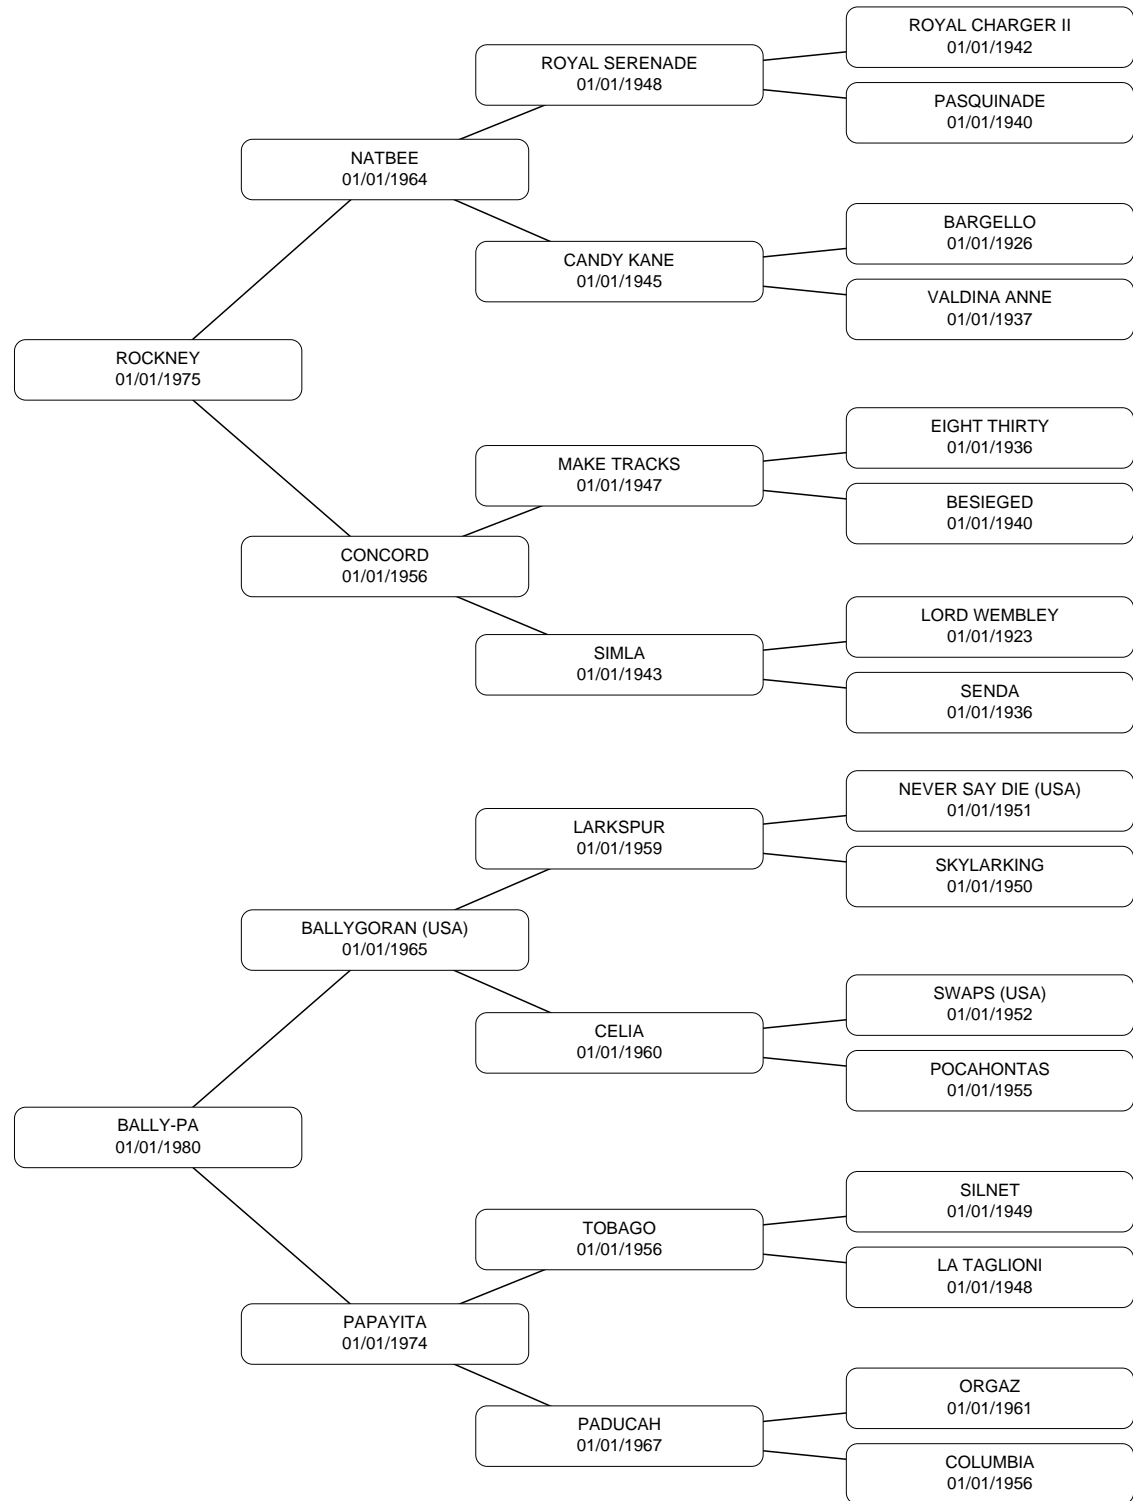 ROYAL CHARGER II
01/01/1942
ROYAL SERENADE
01/01/1948
PASQUINADE
01/01/1940
NATBEE
01/01/1964
BARGELLO
01/01/1926
CANDY KANE
01/01/1945
VALDINA ANNE
01/01/1937
ROCKNEY
01/01/1975
EIGHT THIRTY
01/01/1936
MAKE TRACKS
01/01/1947
BESIEGED
01/01/1940
CONCORD
01/01/1956
LORD WEMBLEY
01/01/1923
SIMLA
01/01/1943
SENDA
01/01/1936
NEVER SAY DIE (USA)
01/01/1951
LARKSPUR
01/01/1959
SKYLARKING
01/01/1950
BALLYGORAN (USA)
01/01/1965
SWAPS (USA)
01/01/1952
CELIA
01/01/1960
POCAHONTAS
01/01/1955
BALLY-PA
01/01/1980
SILNET
01/01/1949
TOBAGO
01/01/1956
LA TAGLIONI
01/01/1948
PAPAYITA
01/01/1974
ORGAZ
01/01/1961
PADUCAH
01/01/1967
COLUMBIA
01/01/1956